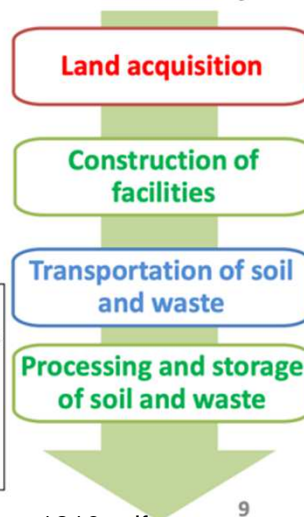 Land acquisition
Construction of
facilities
Transportation of soil
and waste
Processing and storage
of soil and waste
9